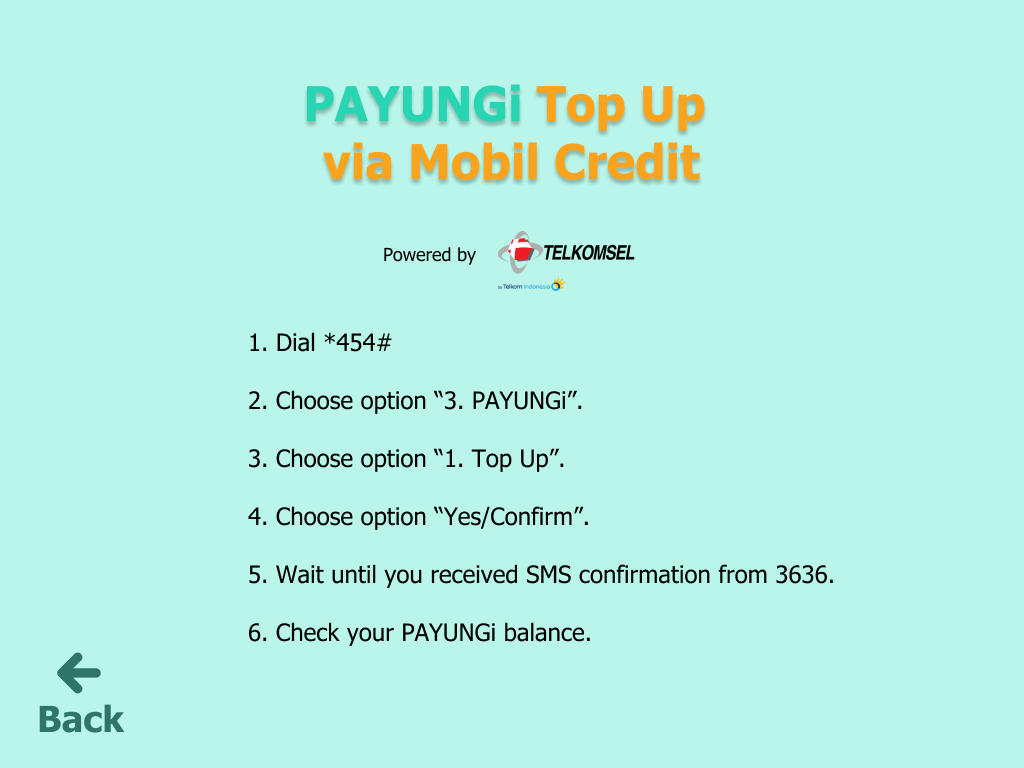 PAYUNGi Top Up
via Mobil Credit
Powered by
TELKOMSEL
by Telkom Indonesia
1. Dial *454#
2. Choose option “3. PAYUNGi”.
3. Choose option “1. Top Up”.
4. Choose option “Yes/Confirm”.
5. Wait until you received SMS confirmation from 3636.
6. Check your PAYUNGi balance.
Back